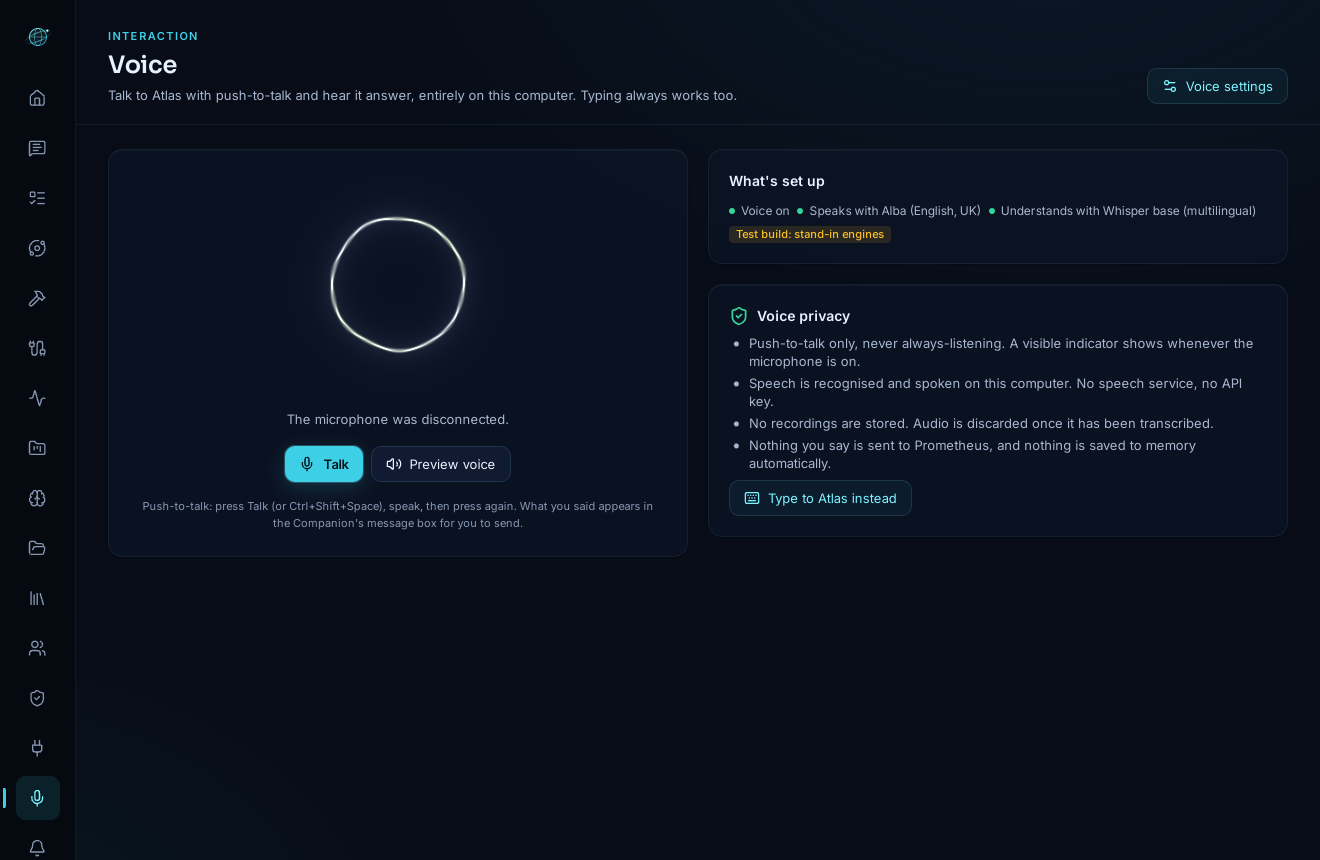 INTERACTION
Voice
Talk to Atlas with push-to-talk and hear it answer, entirely on this computer. Typing always works too.
Voice settings
The microphone was disconnected.
Talk
Preview voice
Push-to-talk: press Talk (or Ctrl+Shift+Space), speak, then press again. What you said appears in
the Companion's message box for you to send.
What's set up
Voice on
Speaks with Alba (English, UK)
Understands with Whisper base (multilingual)
Test build: stand-in engines
Voice privacy
Push-to-talk only, never always-listening. A visible indicator shows whenever the
microphone is on.
Speech is recognised and spoken on this computer. No speech service, no API
key.
No recordings are stored. Audio is discarded once it has been transcribed.
Nothing you say is sent to Prometheus, and nothing is saved to memory
automatically.
Type to Atlas instead